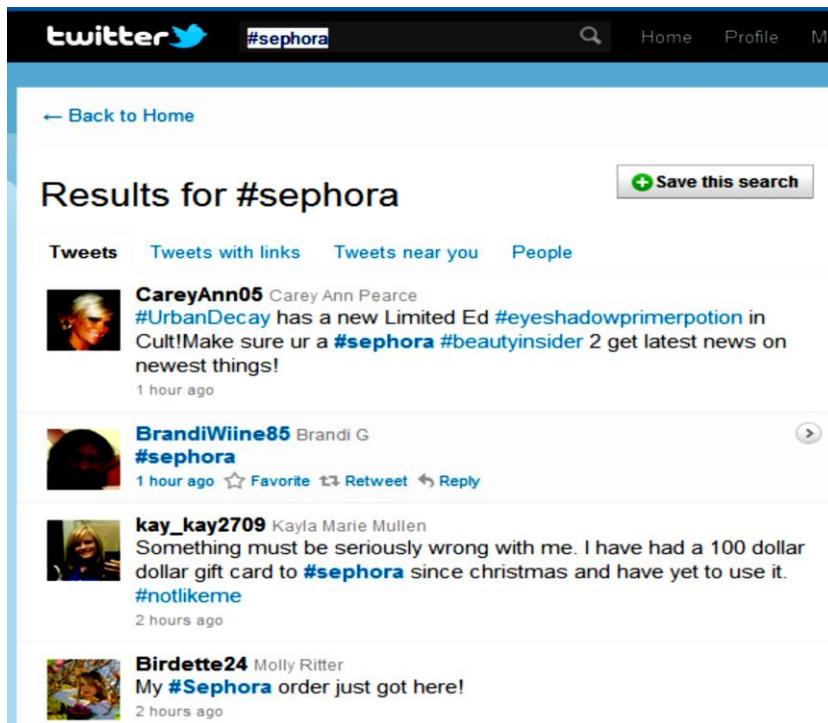 twitter #sephora Home Profile M
← Back to Home
Results for #sephora
Save this search
Tweets Tweets with links Tweets near you People
CareyAnn05 Carey Ann Pearce
#UrbanDecay has a new Limited Ed #eyeshadowprimerpotion in
Cult!Make sure ur a #sephora #beautyinsider 2 get latest news on
newest things!
1 hour ago
BrandiWiine85 Brandi G
#sephora
1 hour ago Favorite Retweet Reply
kay_kay2709 Kayla Marie Mullen
Something must be seriously wrong with me. I have had a 100 dollar
dollar gift card to #sephora since christmas and have yet to use it.
#notlikeme
2 hours ago
Birdette24 Molly Ritter
My #Sephora order just got here!
2 hours ago